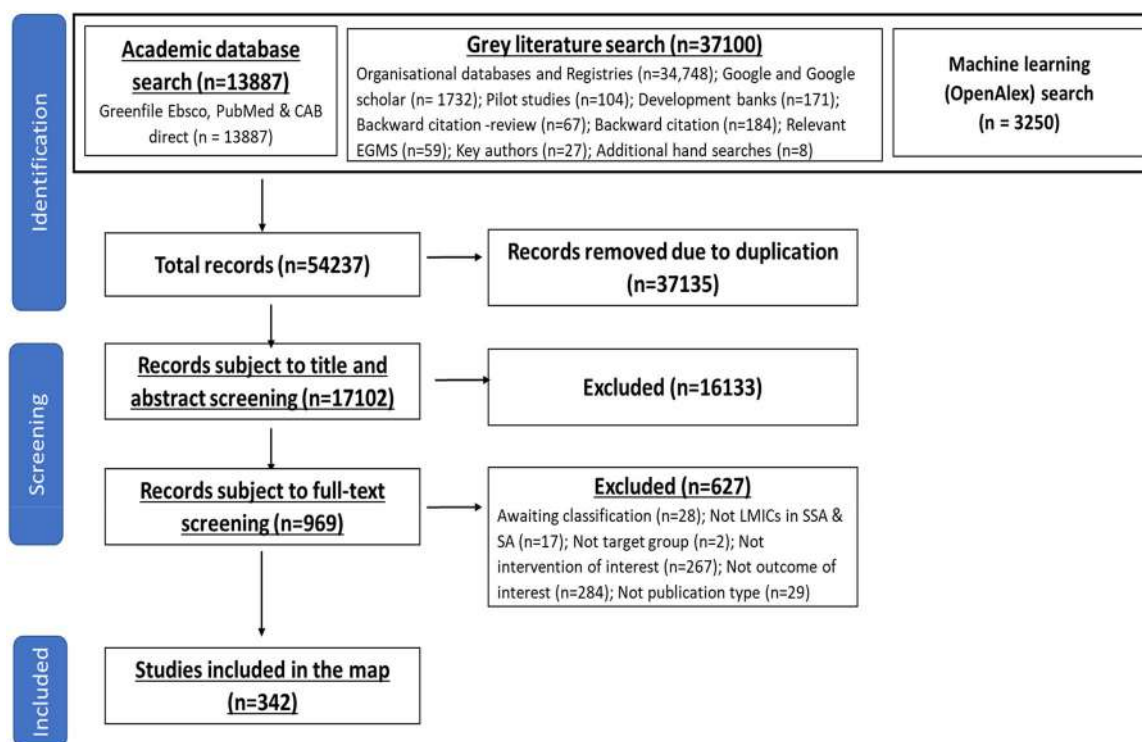 Identification
Academic database
search (n=13887)
Greenfile Ebsco, PubMed & CAB
direct (n = 13887)
Grey literature search (n=37100)
Organisational databases and Registries (n=34,748); Google and Google
scholar (n= 1732); Pilot studies (n=104); Development banks (n=171);
Backward citation -review (n=67); Backward citation (n=184); Relevant
EGMS (n=59); Key authors (n=27); Additional hand searches (n=8)
Machine learning
(OpenAlex) search
(n = 3250)
Total records (n=54237)
Records removed due to duplication
(n=37135)
Screening
Records subject to title and
abstract screening (n=17102)
Excluded (n=16133)
Records subject to full-text
screening (n=969)
Excluded (n=627)
Awaiting classification (n=28); Not LMICs in SSA &
SA (n=17); Not target group (n=2); Not
intervention of interest (n=267); Not outcome of
interest (n=284); Not publication type (n=29)
Included
Studies included in the map
(n=342)